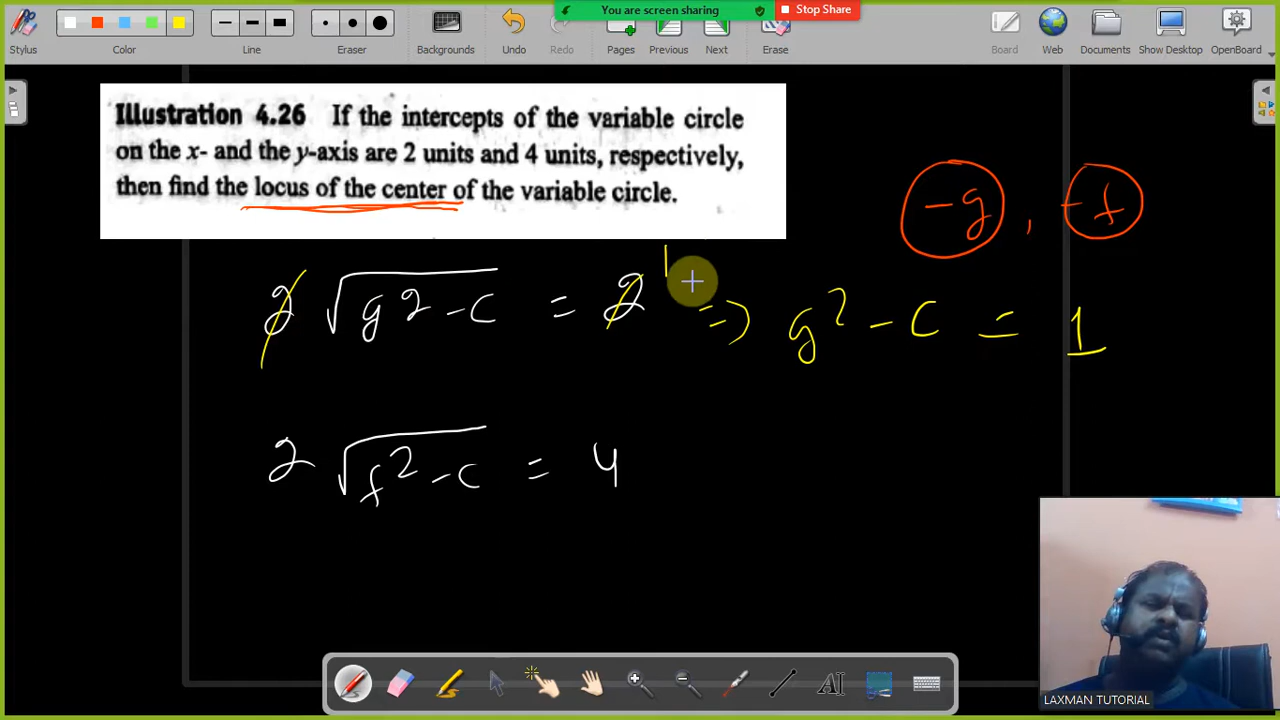 You are screen sharing
Stop Share
Stylus Color Line Eraser Backgrounds Undo Redo Pages Previous Next Erase Board Web Documents Show Desktop OpenBoard
Illustration 4.26 If the intercepts of the variable circle
on the x- and the y-axis are 2 units and 4 units, respectively,
then find the locus of the center of the variable circle.
-g , -f
2 √g2-c = 2 1 => g2 - c = 1
2 √f2-c = 4
LAXMAN TUTORIAL